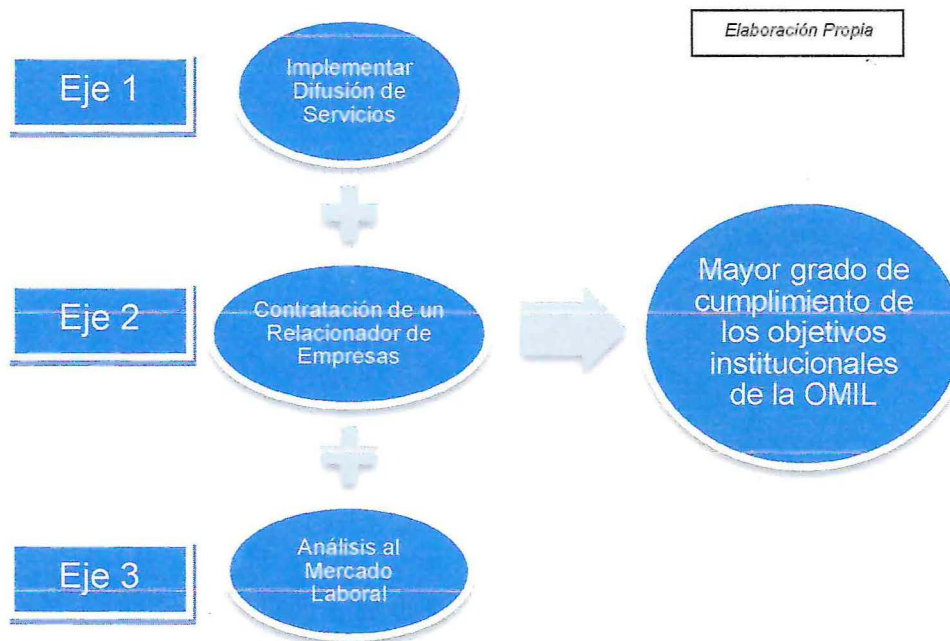 Elaboración Propia
Eje 1
Implementar
Difusión de
Servicios
Eje 2
Contratación de un
Relacionador de
Empresas
Mayor grado de
cumplimiento de
los objetivos
institucionales
de la OMIL
Eje 3
Análisis al
Mercado
Laboral